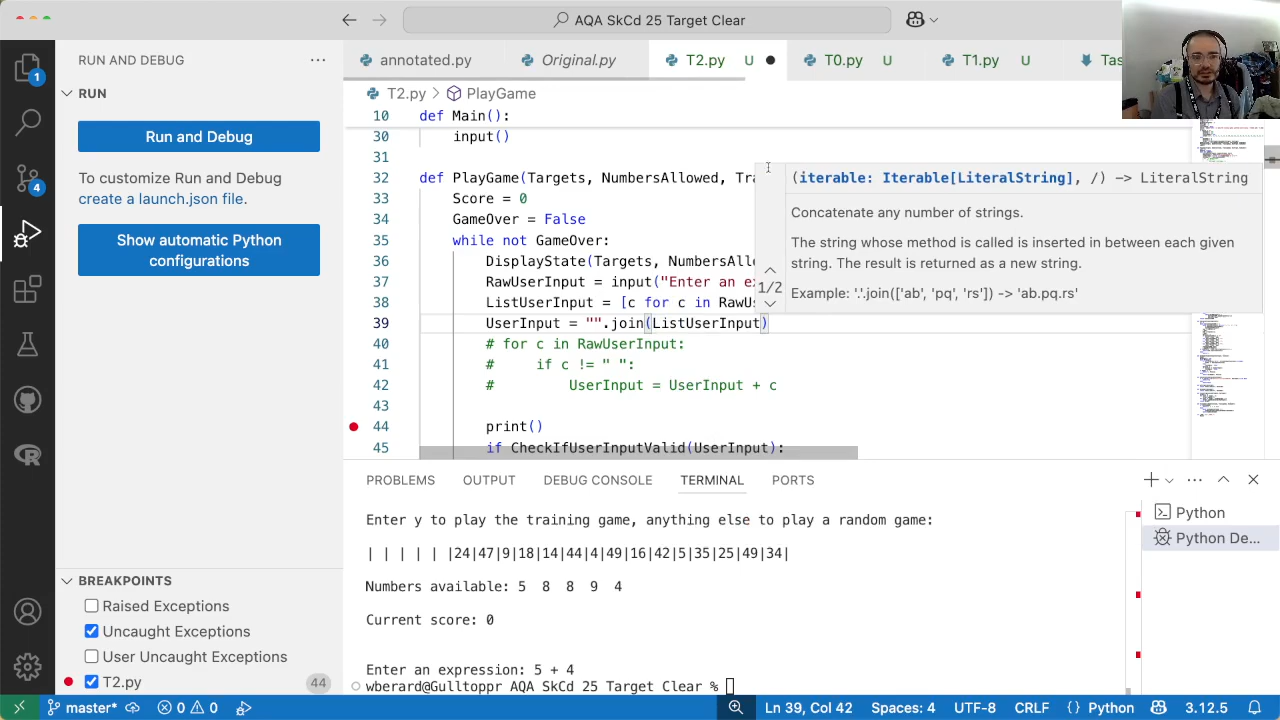 AQA SkCd 25 Target Clear
RUN AND DEBUG
RUN
Run and Debug
To customize Run and Debug
create a launch.json file.
Show automatic Python
configurations
1
4
BREAKPOINTS
Raised Exceptions
Uncaught Exceptions
User Uncaught Exceptions
T2.py
44
annotated.py
Original.py
T2.py U
T0.py U
T1.py U
Tas
T2.py > PlayGame
10 def Main():
30 input()
31
32 def PlayGame(Targets, NumbersAllowed, Tra
33 Score = 0
34 GameOver = False
35 while not GameOver:
36 DisplayState(Targets, NumbersAllo
37 RawUserInput = input("Enter an ex
38 ListUserInput = [c for c in RawUs
39 UserInput = "".join(ListUserInput)
40 # for c in RawUserInput:
41 # if c != " ":
42 # UserInput = UserInput + c
43
44 print()
45 if CheckIfUserInputValid(UserInput):
(iterable: Iterable[LiteralString], /) -> LiteralString
Concatenate any number of strings.
The string whose method is called is inserted in between each given
string. The result is returned as a new string.
1/2
Example: '.'.join(['ab', 'pq', 'rs']) -> 'ab.pq.rs'
PROBLEMS OUTPUT DEBUG CONSOLE TERMINAL PORTS
Enter y to play the training game, anything else to play a random game:
| | | | | |24|47|9|18|14|44|4|49|16|42|5|35|25|49|34|
Numbers available: 5 8 8 9 4
Current score: 0
Enter an expression: 5 + 4
wberard@Gulltoppr AQA SkCd 25 Target Clear %
Python
Python De...
master* 0 0 Ln 39, Col 42 Spaces: 4 UTF-8 CRLF {} Python 3.12.5